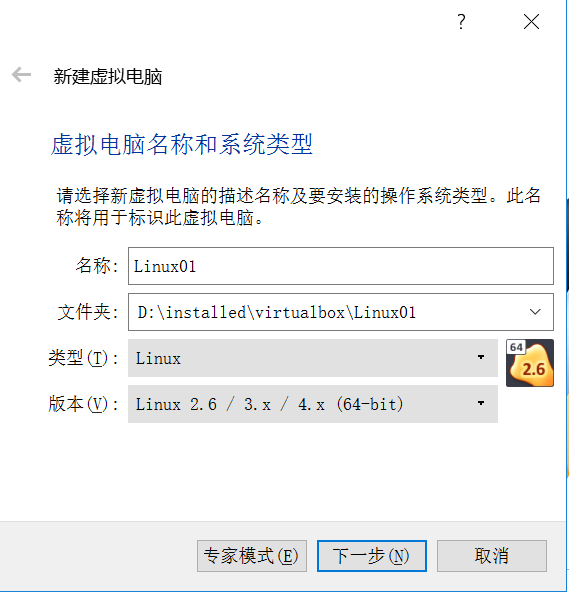 ?
新建虚拟电脑
虚拟电脑名称和系统类型
请选择新虚拟电脑的描述名称及要安装的操作系统类型。此名
称将用于标识此虚拟电脑。
名称: Linux01
文件夹: D:\installed\virtualbox\Linux01
类型(T): Linux
64
2.6
版本(V): Linux 2.6 / 3.x / 4.x (64-bit)
专家模式(E) 下一步(N) 取消